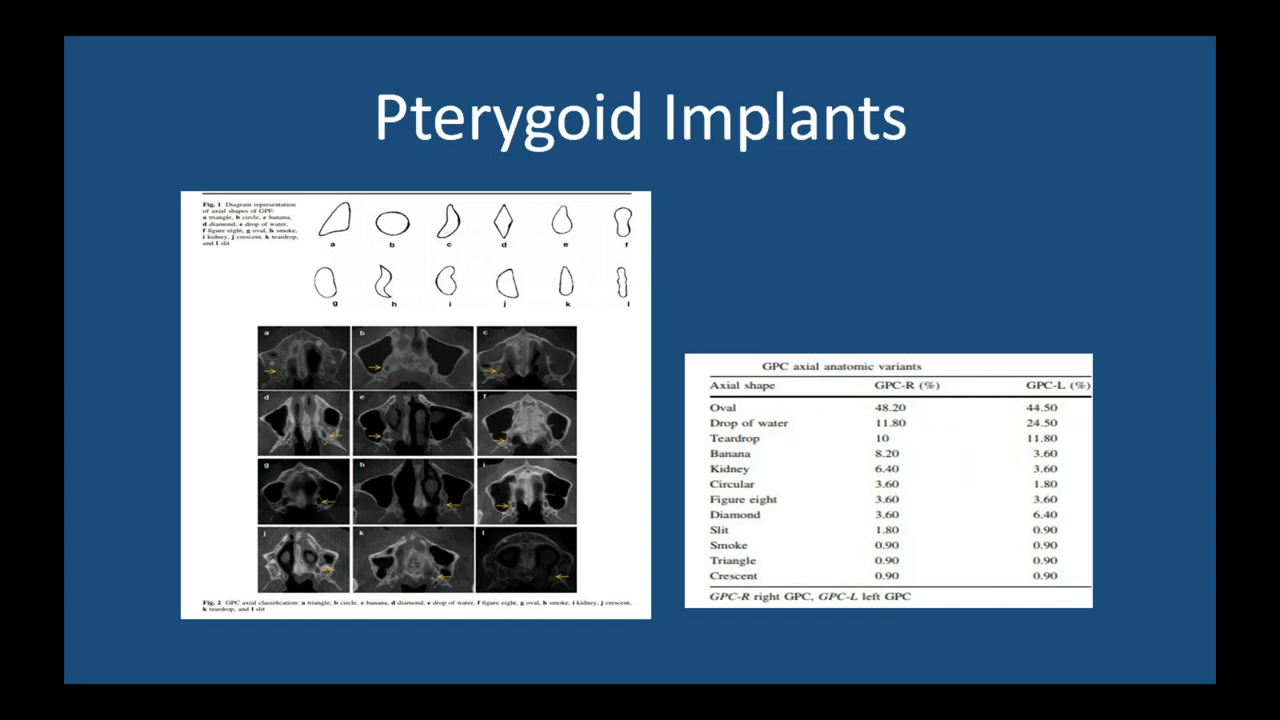 Pterygoid Implants
Fig. 1 Diagram representation
of axial shapes of GPF:
a triangle, b circle, c banana,
d diamond, e drop of water,
f figure eight, g oval, h smoke,
i kidney, j crescent, k teardrop,
and l slit
a b c d e f
g h i j k l
a b c
d e f
g h i
j k l
Fig. 2 GPC axial classification: a triangle, b circle, c banana, d diamond, e drop of water, f figure eight, g oval, h smoke, i kidney, j crescent,
k teardrop, and l slit
GPC axial anatomic variants
Axial shape GPC-R (%) GPC-L (%)
Oval 48.20 44.50
Drop of water 11.80 24.50
Teardrop 10 11.80
Banana 8.20 3.60
Kidney 6.40 3.60
Circular 3.60 1.80
Figure eight 3.60 3.60
Diamond 3.60 6.40
Slit 1.80 0.90
Smoke 0.90 0.90
Triangle 0.90 0.90
Crescent 0.90 0.90
GPC-R right GPC, GPC-L left GPC